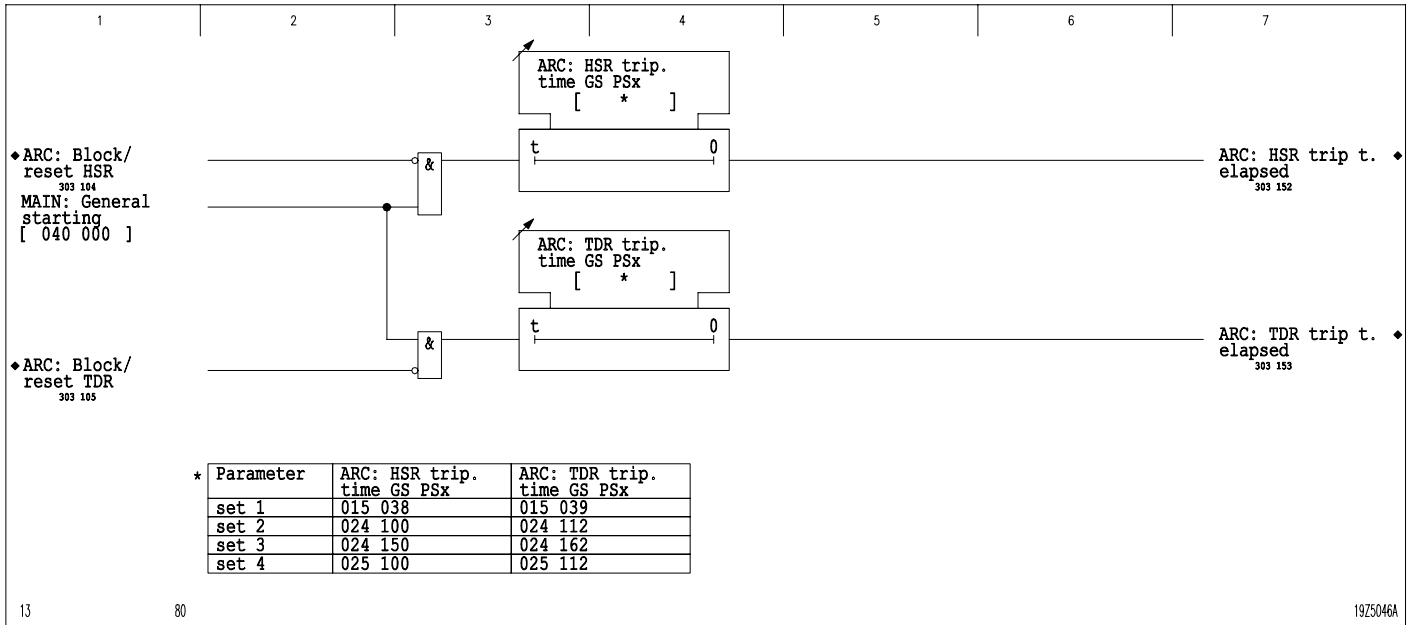 1 2 3 4 5 6 7
ARC: HSR trip.
time GS PSx
[ * ]
t 0
◆ARC: Block/
reset HSR
303 104
&
ARC: HSR trip t. ◆
elapsed
303 152
MAIN: General
starting
[ 040 000 ]
ARC: TDR trip.
time GS PSx
[ * ]
t 0
&
ARC: TDR trip t. ◆
elapsed
303 153
◆ARC: Block/
reset TDR
303 105
* Parameter ARC: HSR trip. ARC: TDR trip.
time GS PSx time GS PSx
set 1 015 038 015 039
set 2 024 100 024 112
set 3 024 150 024 162
set 4 025 100 025 112
13 80 19Z5046A